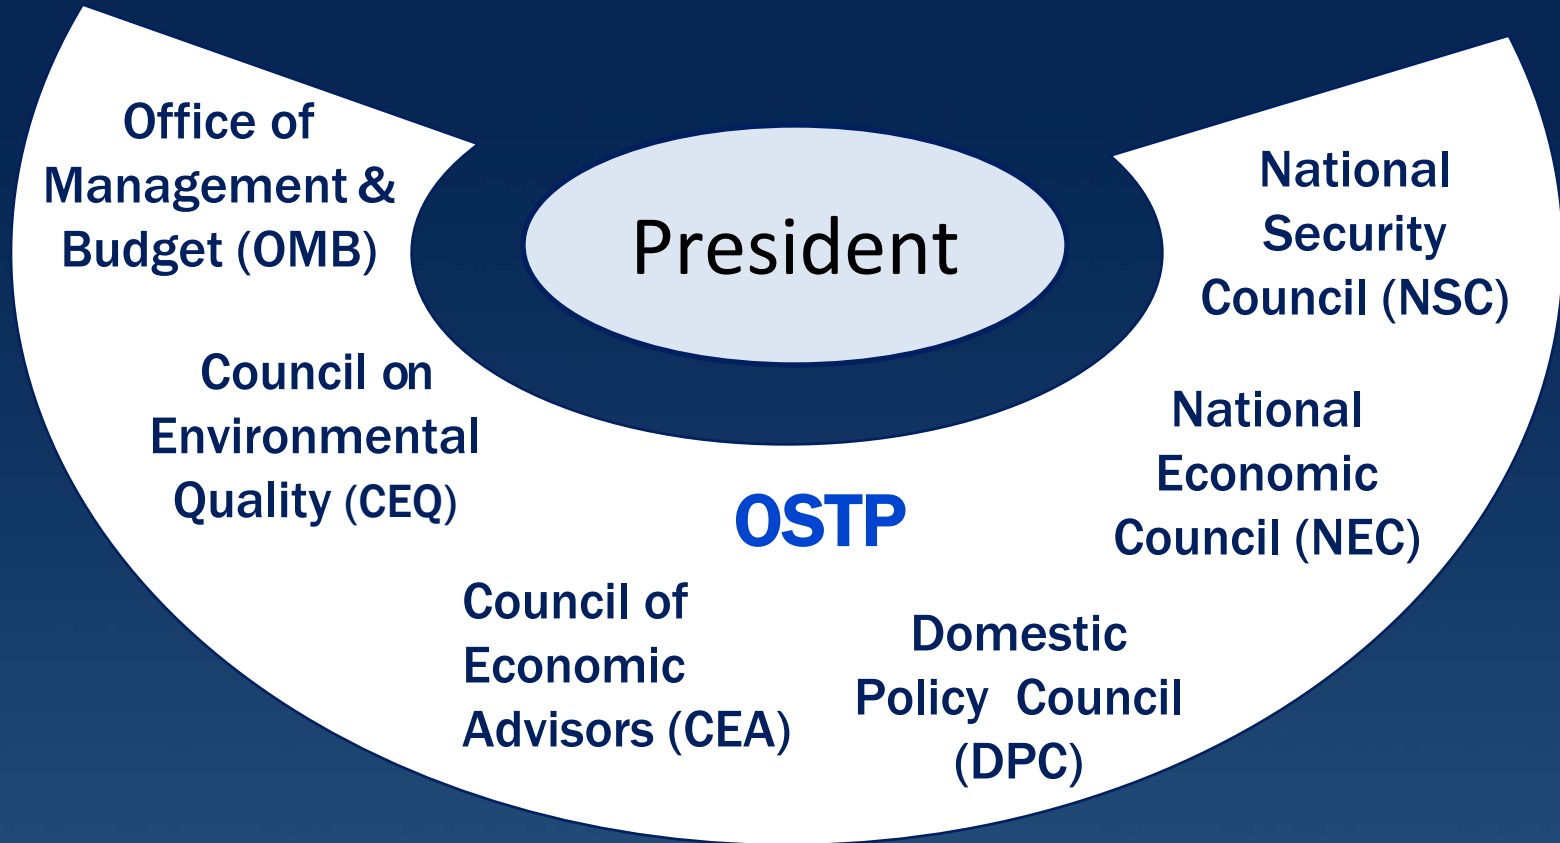 Office of
Management &
Budget (OMB)
President
National
Security
Council (NSC)
Council on
Environmental
Quality (CEQ)
OSTP
National
Economic
Council (NEC)
Council of
Economic
Advisors (CEA)
Domestic
Policy Council
(DPC)